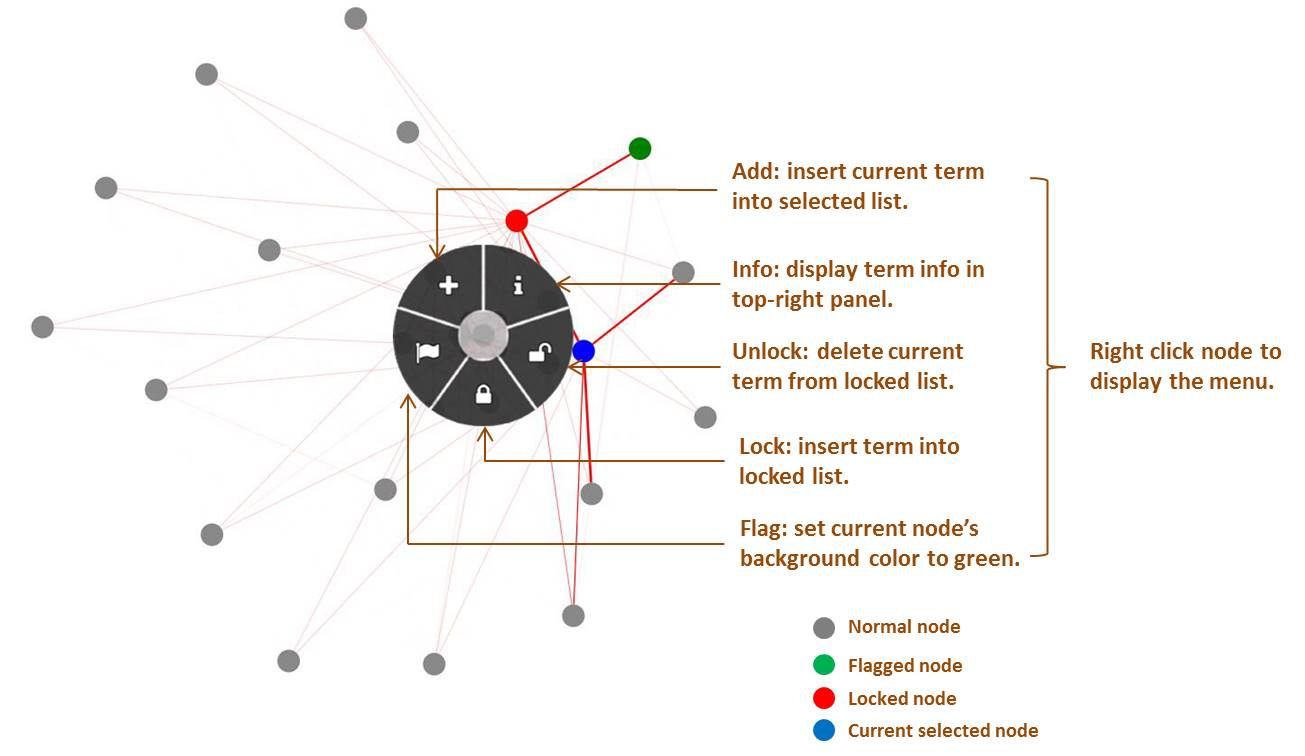 Add: insert current term
into selected list.
Info: display term info in
top-right panel.
Unlock: delete current
term from locked list.
Lock: insert term into
locked list.
Flag: set current node’s
background color to green.
Right click node to
display the menu.
Normal node
Flagged node
Locked node
Current selected node